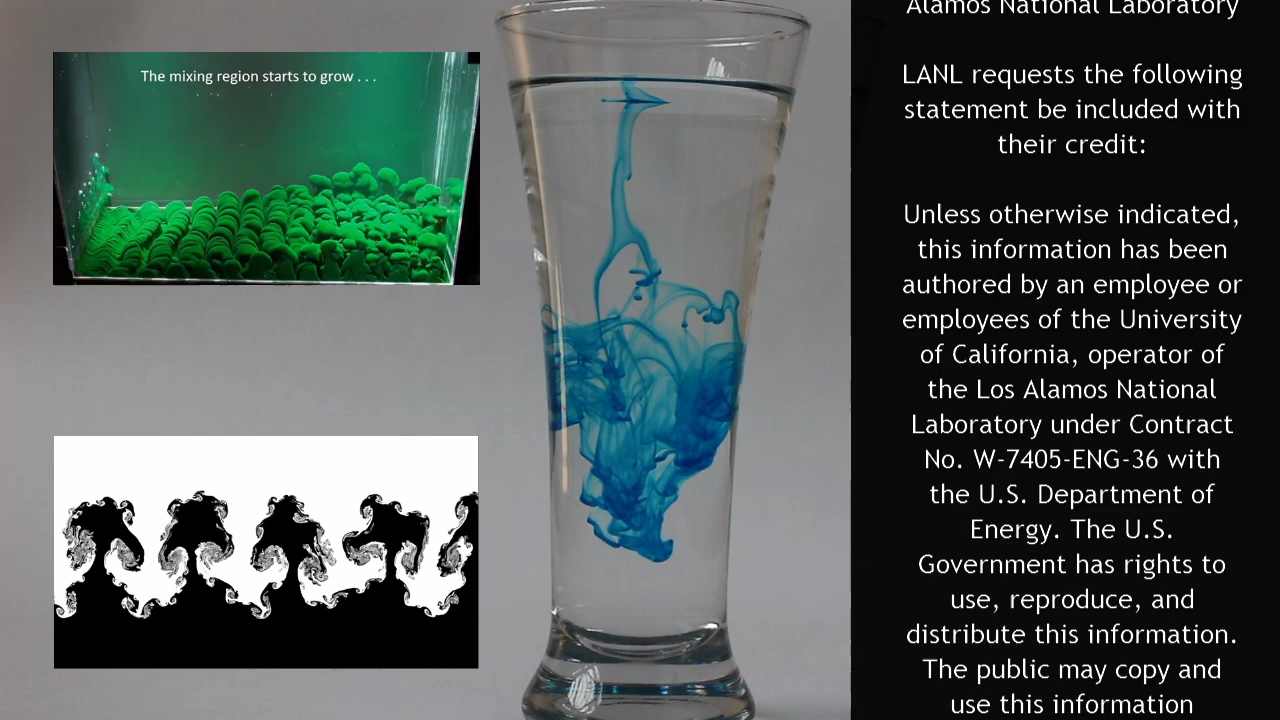 The mixing region starts to grow . . .
Alamos National Laboratory
LANL requests the following
statement be included with
their credit:
Unless otherwise indicated,
this information has been
authored by an employee or
employees of the University
of California, operator of
the Los Alamos National
Laboratory under Contract
No. W-7405-ENG-36 with
the U.S. Department of
Energy. The U.S.
Government has rights to
use, reproduce, and
distribute this information.
The public may copy and
use this information